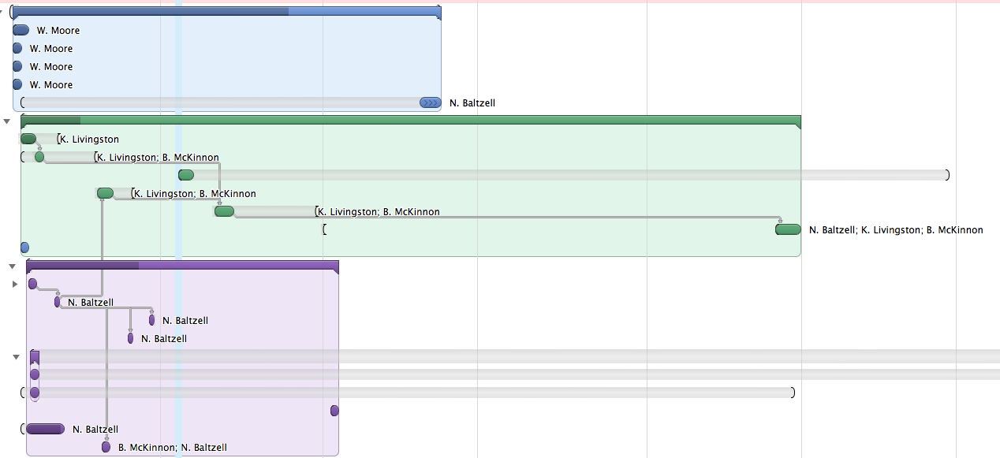 W. Moore
W. Moore
W. Moore
W. Moore
N. Baltzell
K. Livingston
K. Livingston; B. McKinnon
K. Livingston; B. McKinnon
K. Livingston; B. McKinnon
N. Baltzell; K. Livingston; B. McKinnon
N. Baltzell
N. Baltzell
N. Baltzell
N. Baltzell
B. McKinnon; N. Baltzell